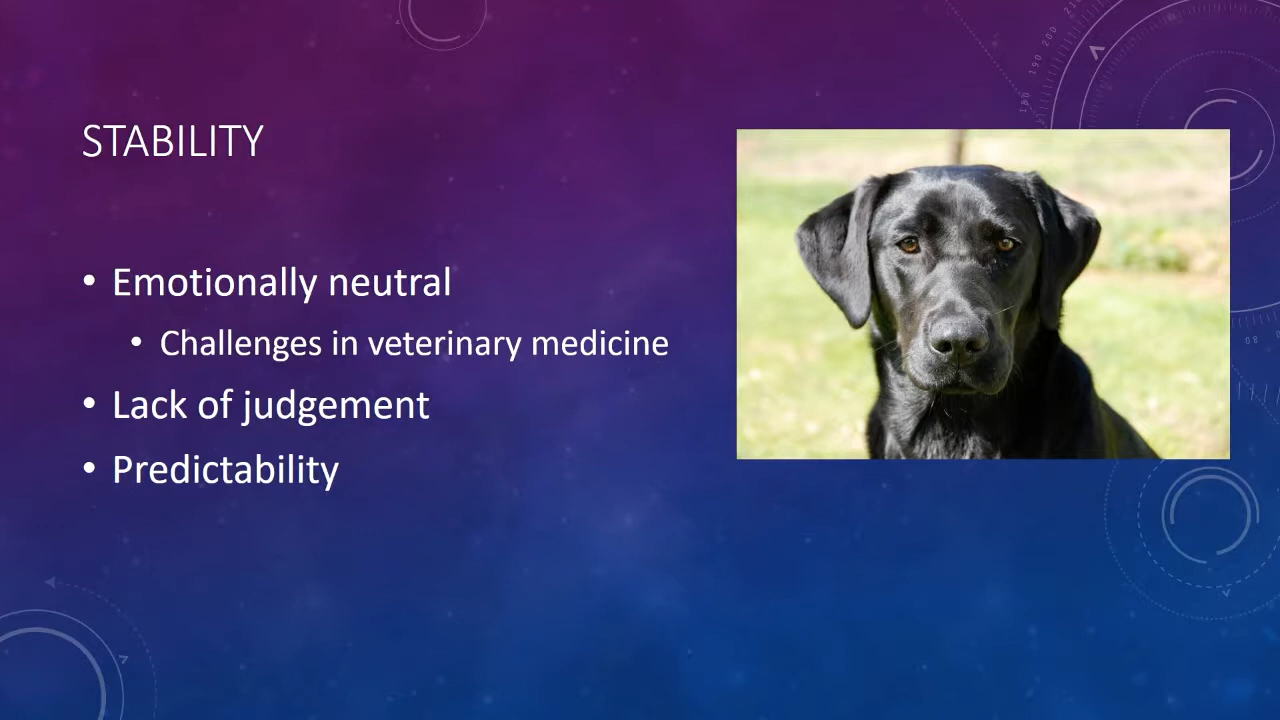 STABILITY
• Emotionally neutral
• Challenges in veterinary medicine
• Lack of judgement
• Predictability